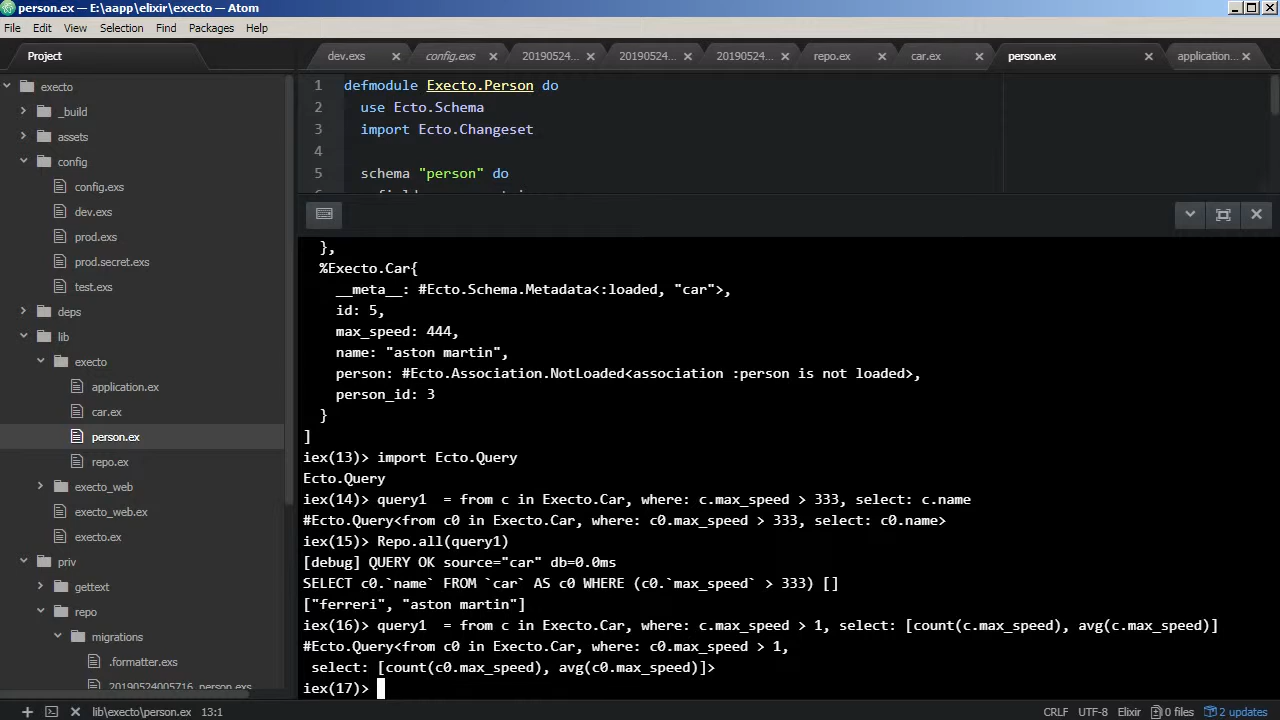 person.ex — E:\aapp\elixir\execto — Atom
File Edit View Selection Find Packages Help
Project
dev.exs
config.exs
20190524...
20190524...
20190524...
repo.ex
car.ex
person.ex
application....
execto
_build
assets
config
config.exs
dev.exs
prod.exs
prod.secret.exs
test.exs
deps
lib
execto
application.ex
car.ex
person.ex
repo.ex
execto_web
execto_web.ex
execto.ex
priv
gettext
repo
migrations
.formatter.exs
20190524005716_person.exs
1 defmodule Execto.Person do
2 use Ecto.Schema
3 import Ecto.Changeset
4
5 schema "person" do
},
%Execto.Car{
__meta__: #Ecto.Schema.Metadata<:loaded, "car">,
id: 5,
max_speed: 444,
name: "aston martin",
person: #Ecto.Association.NotLoaded<association :person is not loaded>,
person_id: 3
}
]
iex(13)> import Ecto.Query
Ecto.Query
iex(14)> query1  = from c in Execto.Car, where: c.max_speed > 333, select: c.name
#Ecto.Query<from c0 in Execto.Car, where: c0.max_speed > 333, select: c0.name>
iex(15)> Repo.all(query1)
[debug] QUERY OK source="car" db=0.0ms
SELECT c0.`name` FROM `car` AS c0 WHERE (c0.`max_speed` > 333) []
["ferreri", "aston martin"]
iex(16)> query1  = from c in Execto.Car, where: c.max_speed > 1, select: [count(c.max_speed), avg(c.max_speed)]
#Ecto.Query<from c0 in Execto.Car, where: c0.max_speed > 1,
select: [count(c0.max_speed), avg(c0.max_speed)]>
iex(17)>
lib\execto\person.ex 13:1 CRLF UTF-8 Elixir 0 files 2 updates